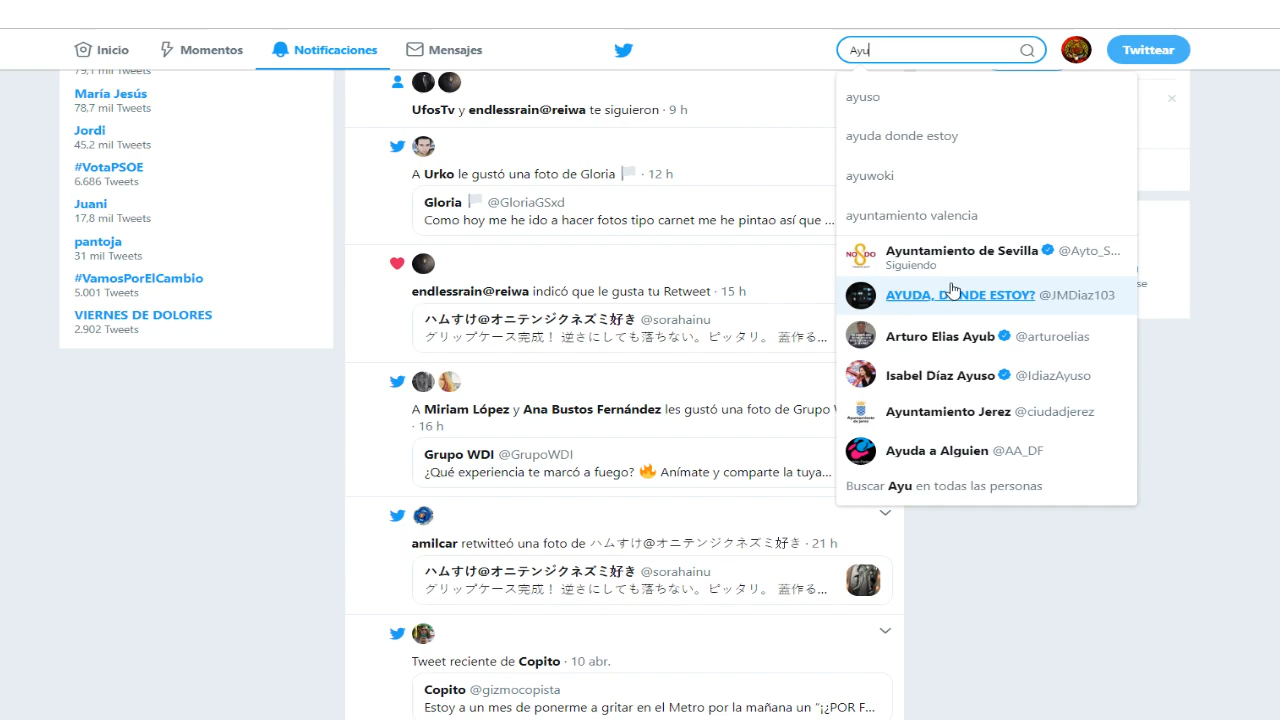 Inicio
Momentos
Notificaciones
Mensajes
Ayu
Twittear
79,1 mil Tweets
María Jesús
78,7 mil Tweets
Jordi
45,2 mil Tweets
#VotaPSOE
6.686 Tweets
Juani
17,8 mil Tweets
pantoja
31 mil Tweets
#VamosPorElCambio
5.001 Tweets
VIERNES DE DOLORES
2.902 Tweets
UfosTv y endlessrain@reiwa te siguieron · 9 h
A Urko le gustó una foto de Gloria · 12 h
Gloria @GloriaGSxd
Como hoy me he ido a hacer fotos tipo carnet me he pintao así que ...
endlessrain@reiwa indicó que le gusta tu Retweet · 15 h
ハムすけ@オニテンジクネズミ好き @sorahainu
グリップケース完成！ 逆さにしても落ちない。ピッタリ。 蓋作る...
A Miriam López y Ana Bustos Fernández les gustó una foto de Grupo
· 16 h
Grupo WDI @GrupoWDI
¿Qué experiencia te marcó a fuego? 🔥 Anímate y comparte la tuya...
amilcar retwitteó una foto de ハムすけ@オニテンジクネズミ好き · 21 h
ハムすけ@オニテンジクネズミ好き @sorahainu
グリップケース完成！ 逆さにしても落ちない。ピッタリ。 蓋作る...
Tweet reciente de Copito · 10 abr.
Copito @gizmocopista
Estoy a un mes de ponerme a gritar en el Metro por la mañana un "¡¿POR F...
ayuso
ayuda donde estoy
ayuwoki
ayuntamiento valencia
NO DO
Ayuntamiento de Sevilla @Ayto_S...
Siguiendo
AYUDA, DONDE ESTOY? @JMDiaz103
Arturo Elias Ayub @arturoelias
Isabel Díaz Ayuso @IdiazAyuso
Ayuntamiento Jerez @ciudadjerez
Ayuda a Alguien @AA_DF
Buscar Ayu en todas las personas
se